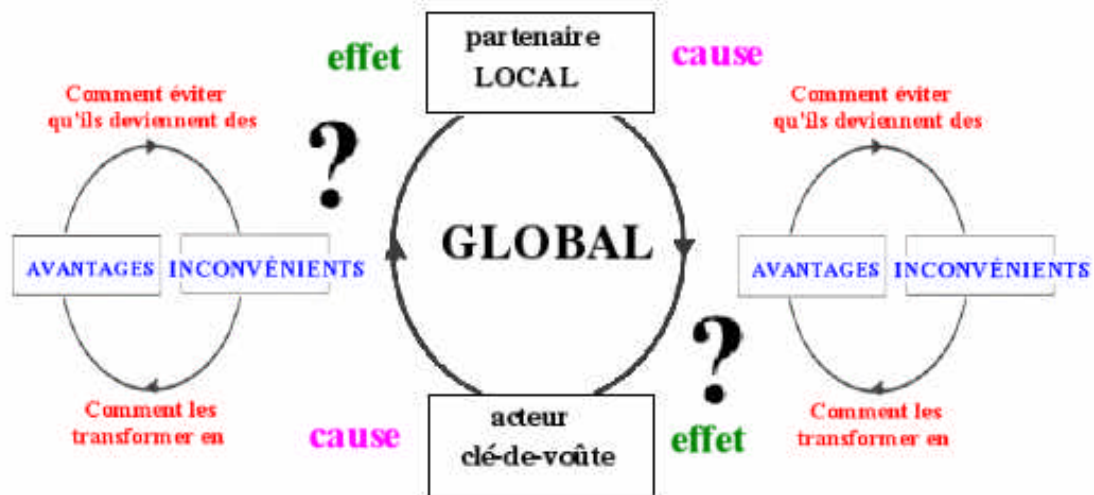 partenaire
LOCAL
effet
cause
Comment éviter
qu'ils deviennent des
?
AVANTAGES
INCONVÉNIENTS
Comment les
transformer en
GLOBAL
Comment éviter
qu'ils deviennent des
AVANTAGES
INCONVÉNIENTS
Comment les
transformer en
?
cause
acteur
clé-de-voûte
effet